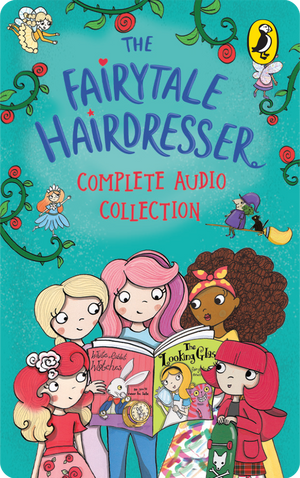 THE
FAIRYTALE
HAIRDRESSER
COMPLETE AUDIO
COLLECTION
The
Looking Glass